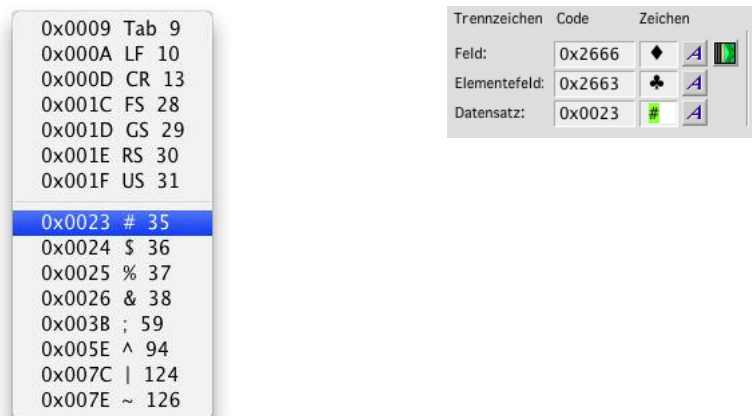 0x0009 Tab 9
0x000A LF 10
0x000D CR 13
0x001C FS 28
0x001D GS 29
0x001E RS 30
0x001F US 31
0x0023 # 35
0x0024 $ 36
0x0025 % 37
0x0026 & 38
0x003B ; 59
0x005E ^ 94
0x007C | 124
0x007E ~ 126
Trennzeichen Code Zeichen
Feld: 0x2666 ♦ A
Elementefeld: 0x2663 ♣ A
Datensatz: 0x0023 # A